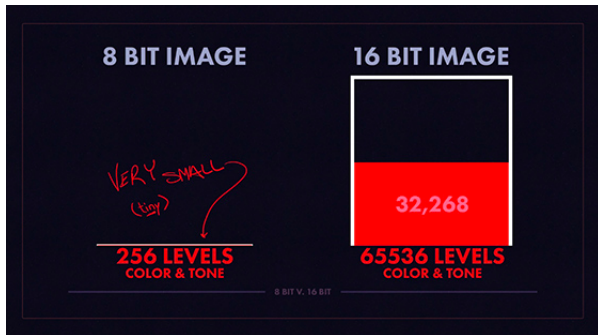 8 BIT IMAGE
16 BIT IMAGE
VERY SMALL
(tiny)
32,268
256 LEVELS
COLOR & TONE
65536 LEVELS
COLOR & TONE
8 BIT V. 16 BIT